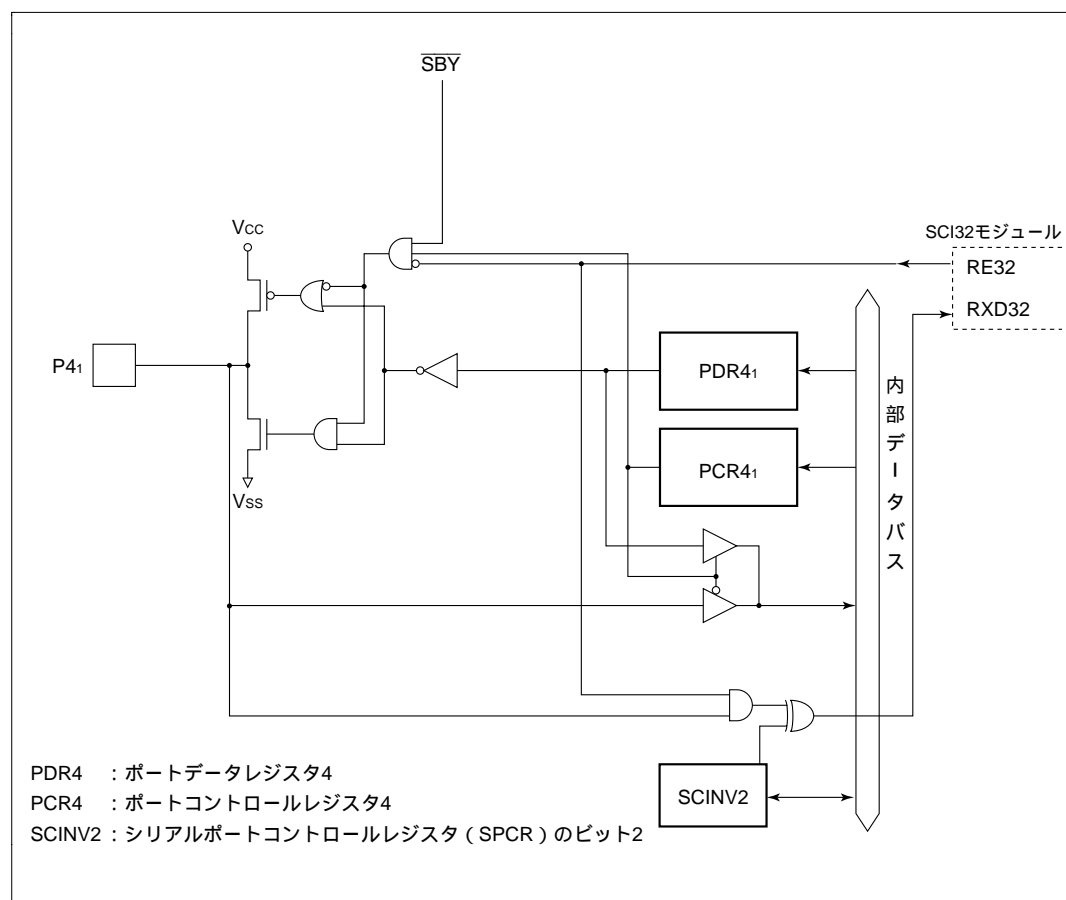 SBY
VCC
SCI32モジュール
RE32
RXD32
P41
PDR41
内部データバス
PCR41
VSS
SCINV2
PDR4 :ポートデータレジスタ4
PCR4 :ポートコントロールレジスタ4
SCINV2:シリアルポートコントロールレジスタ(SPCR)のビット2